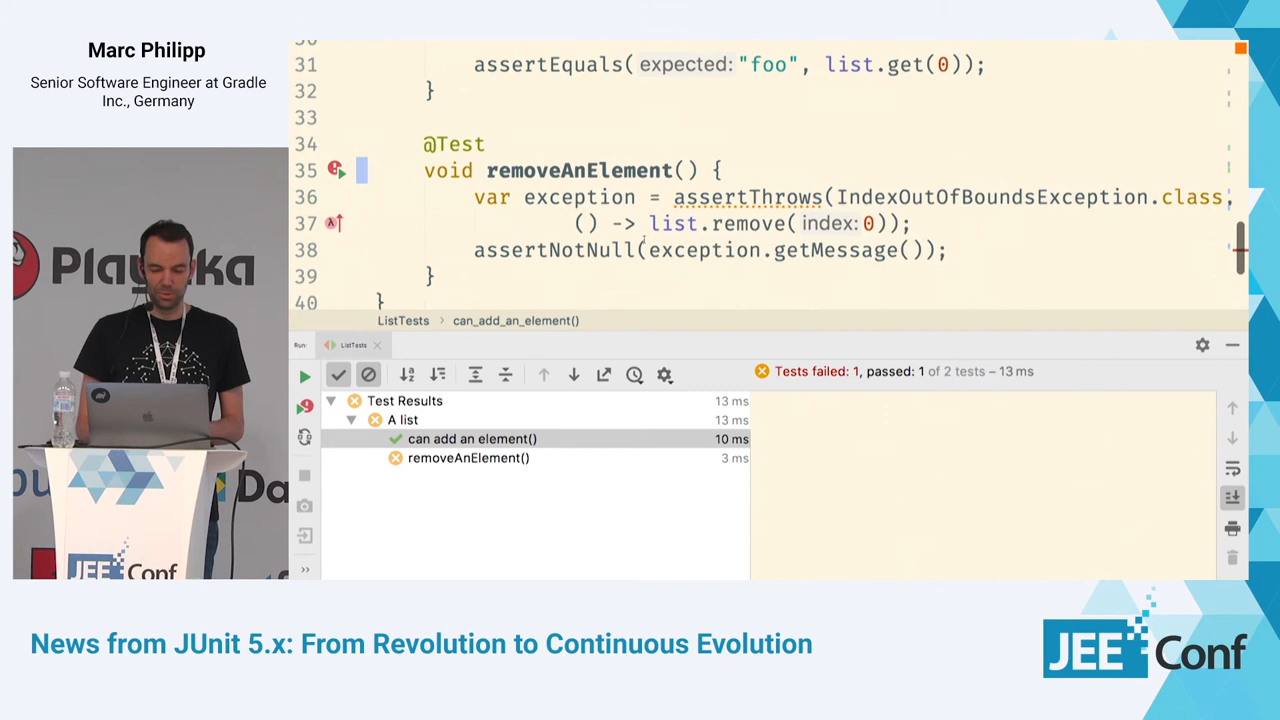 Marc Philipp
Senior Software Engineer at Gradle
Inc., Germany
31 assertEquals( expected: "foo", list.get(0));
32 }
33
34 @Test
35 void removeAnElement() {
36 var exception = assertThrows(IndexOutOfBoundsException.class,
37 () -> list.remove( index: 0));
38 assertNotNull(exception.getMessage());
39 }
40 }
ListTests > can_add_an_element()
Run: ListTests
Tests failed: 1, passed: 1 of 2 tests – 13 ms
Test Results 13 ms
A list 13 ms
can add an element() 10 ms
removeAnElement() 3 ms
JEE Conf
News from JUnit 5.x: From Revolution to Continuous Evolution
JEE Conf